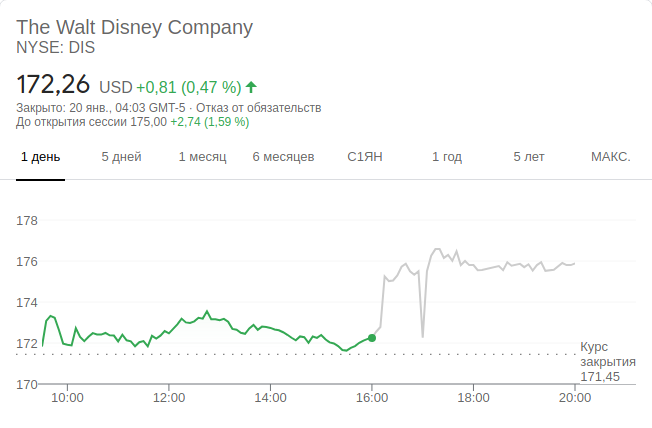 The Walt Disney Company
NYSE: DIS
172,26 USD +0,81 (0,47 %)
Закрыто: 20 янв., 04:03 GMT-5 · Отказ от обязательств
До открытия сессии 175,00 +2,74 (1,59 %)
1 день 5 дней 1 месяц 6 месяцев С1ЯН 1 год 5 лет МАКС.
178
176
174
172
Курс
закрытия
171,45
170
10:00 12:00 14:00 16:00 18:00 20:00